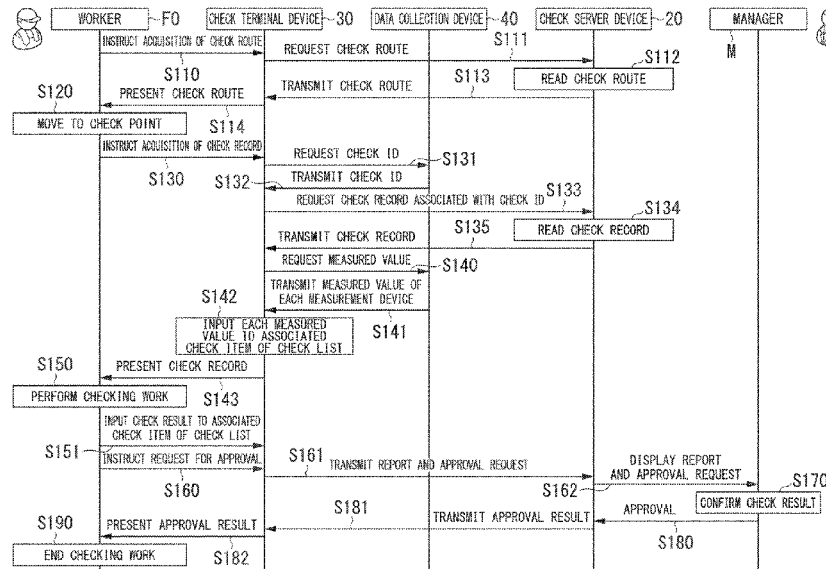 WORKER F0
CHECK TERMINAL DEVICE 30
DATA COLLECTION DEVICE 40
CHECK SERVER DEVICE 20
MANAGER
M
INSTRUCT ACQUISITION OF CHECK ROUTE
S110
REQUEST CHECK ROUTE
S111
S112
READ CHECK ROUTE
TRANSMIT CHECK ROUTE
S113
PRESENT CHECK ROUTE
S114
S120
MOVE TO CHECK POINT
INSTRUCT ACQUISITION OF CHECK RECORD
S130
REQUEST CHECK ID
S131
TRANSMIT CHECK ID
S132
REQUEST CHECK RECORD ASSOCIATED WITH CHECK ID
S133
S134
READ CHECK RECORD
TRANSMIT CHECK RECORD
S135
REQUEST MEASURED VALUE
S140
TRANSMIT MEASURED VALUE OF
EACH MEASUREMENT DEVICE
S141
S142
INPUT EACH MEASURED
VALUE TO ASSOCIATED
CHECK ITEM OF CHECK LIST
PRESENT CHECK RECORD
S143
S150
PERFORM CHECKING WORK
INPUT CHECK RESULT TO ASSOCIATED
CHECK ITEM OF CHECK LIST
S151
INSTRUCT REQUEST FOR APPROVAL
S160
S161
TRANSMIT REPORT AND APPROVAL REQUEST
DISPLAY REPORT
AND APPROVAL REQUEST
S162
S170
CONFIRM CHECK RESULT
APPROVAL
S180
S181
TRANSMIT APPROVAL RESULT
PRESENT APPROVAL RESULT
S182
S190
END CHECKING WORK